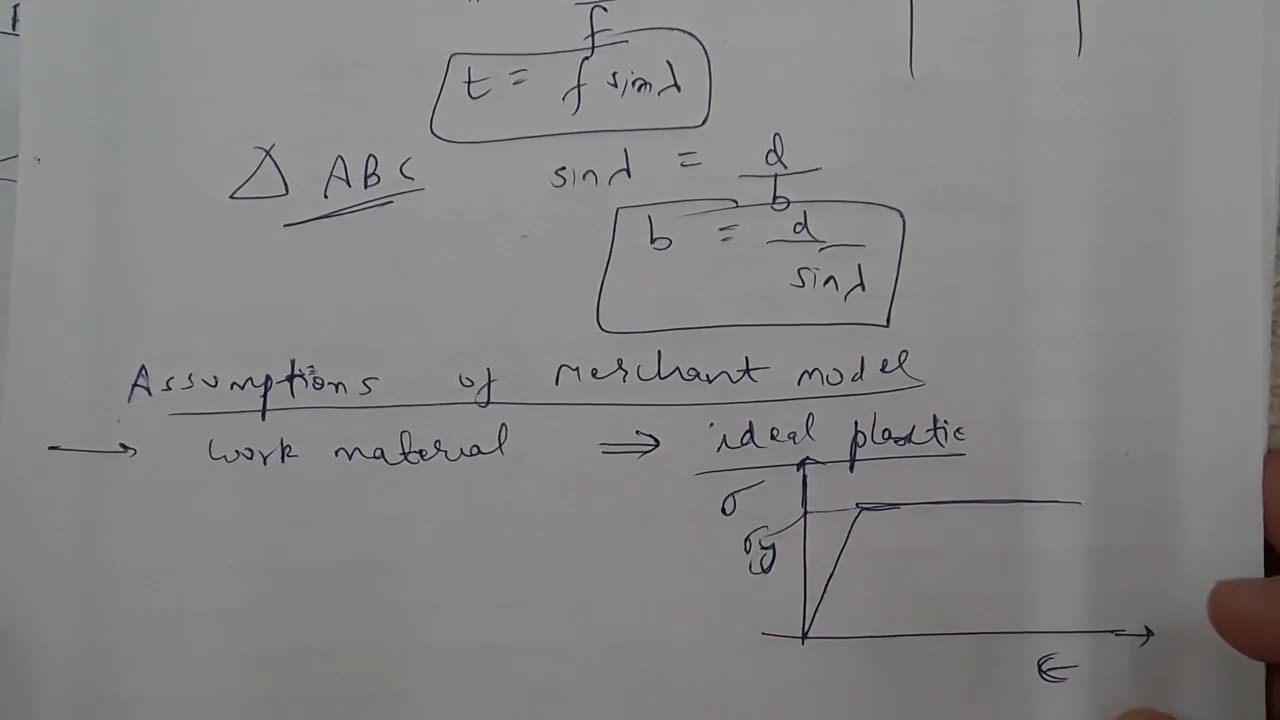 f
t = f sinλ
Δ ABC sinλ = d/b
b = d/sinλ
Assumptions of merchant model
→ work material ⇒ ideal plastic
σ
σy
ϵ